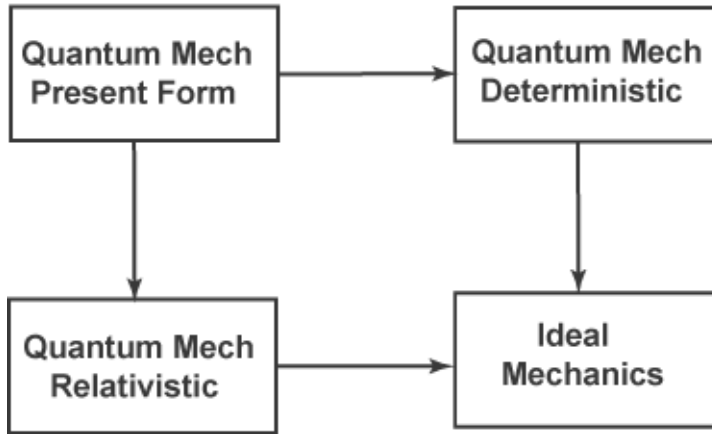 Quantum Mech
Present Form
Quantum Mech
Deterministic
Quantum Mech
Relativistic
Ideal
Mechanics